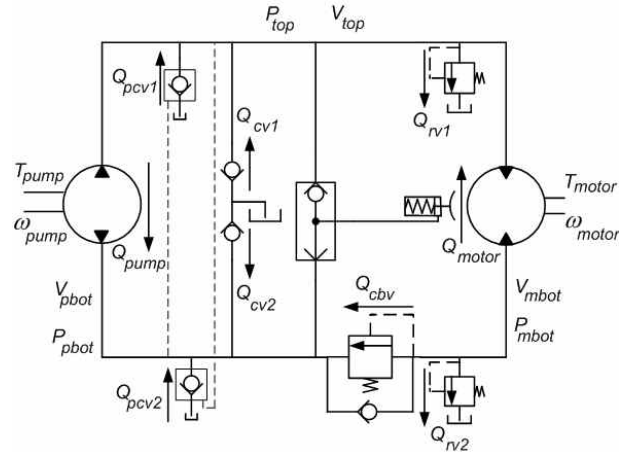 P_top V_top
Q_pcv1
Q_cv1
Q_rv1
T_pump
T_motor
ω_pump
ω_motor
Q_pump
Q_motor
Q_cv2
Q_cbv
V_pbot
V_mbot
P_pbot
P_mbot
Q_pcv2
Q_rv2